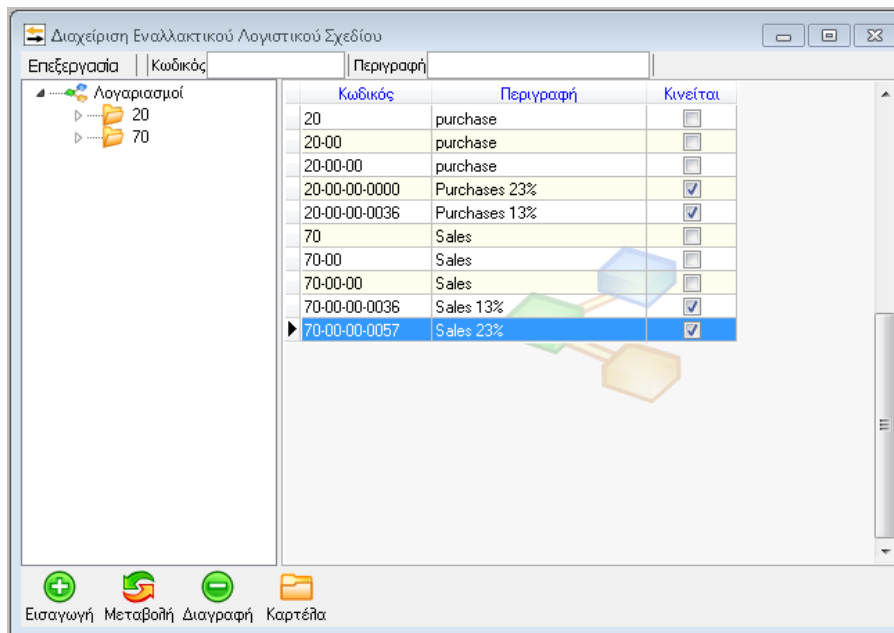 Διαχείριση Εναλλακτικού Λογιστικού Σχεδίου
Επεξεργασία Κωδικός Περιγραφή
Λογαριασμοί
20
70
Κωδικός Περιγραφή Κινείται
20 purchase
20-00 purchase
20-00-00 purchase
20-00-00-0000 Purchases 23%
20-00-00-0036 Purchases 13%
70 Sales
70-00 Sales
70-00-00 Sales
70-00-00-0036 Sales 13%
70-00-00-0057 Sales 23%
Εισαγωγή Μεταβολή Διαγραφή Καρτέλα